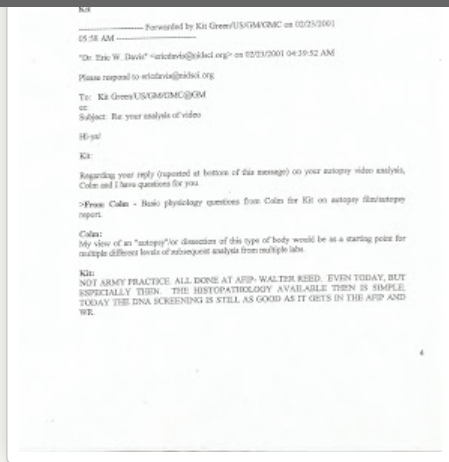 Kit
---------------------- Forwarded by Kit Green/US/GM/GMC on 02/23/2001
05:58 AM ---------------------------
"Dr. Eric W. Davis" <ericdavis@nidsci.org> on 02/23/2001 04:39:52 AM
Please respond to ericdavis@nidsci.org
To: Kit Green/US/GM/GMC@GM
cc:
Subject: Re: your analysis of video
Hi-ya!
Kit:
Regarding your reply (reported at bottom of this message) on your autopsy video analysis,
Colm and I have questions for you.
>From Colm - Basic physiology questions from Colm for Kit on autopsy film/autopsy
report.
Colm:
My view of an "autopsy"/or dissection of this type of body would be as a starting point for
multiple different levels of subsequent analysis from multiple labs.
Kit:
NOT ARMY PRACTICE. ALL DONE AT AFIP- WALTER REED. EVEN TODAY, BUT
ESPECIALLY THEN. THE HISTOPATHOLOGY AVAILABLE THEN IS SIMPLE,
TODAY THE DNA SCREENING IS STILL AS GOOD AS IT GETS IN THE AFIP AND
WR.